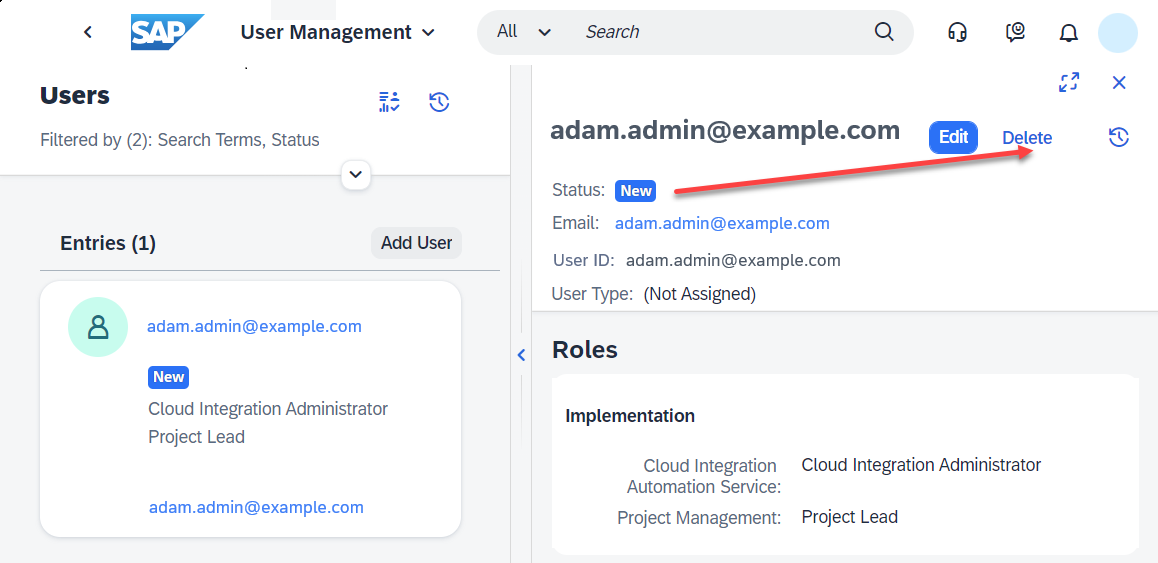 SAP
User Management
All
Search
Users
Filtered by (2): Search Terms, Status
Entries (1)
Add User
adam.admin@example.com
New
Cloud Integration Administrator
Project Lead
adam.admin@example.com
adam.admin@example.com
Edit
Delete
Status: New
Email: adam.admin@example.com
User ID: adam.admin@example.com
User Type: (Not Assigned)
Roles
Implementation
Cloud Integration
Automation Service:
Cloud Integration Administrator
Project Management: Project Lead